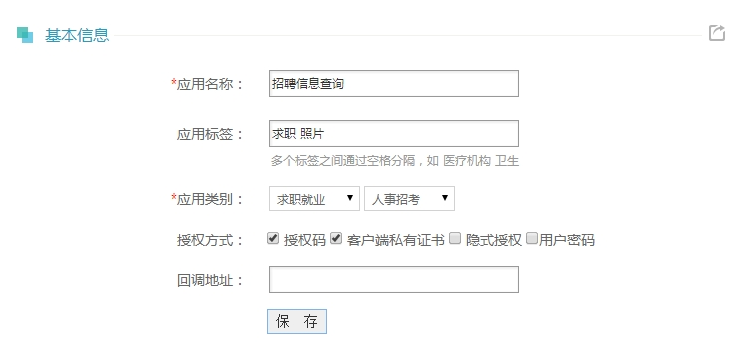 基本信息
*应用名称： 招聘信息查询
应用标签： 求职 照片
多个标签之间通过空格分隔，如 医疗机构 卫生
*应用类别： 求职就业 人事招考
授权方式： 授权码 客户端私有证书 隐式授权 用户密码
回调地址：
保 存